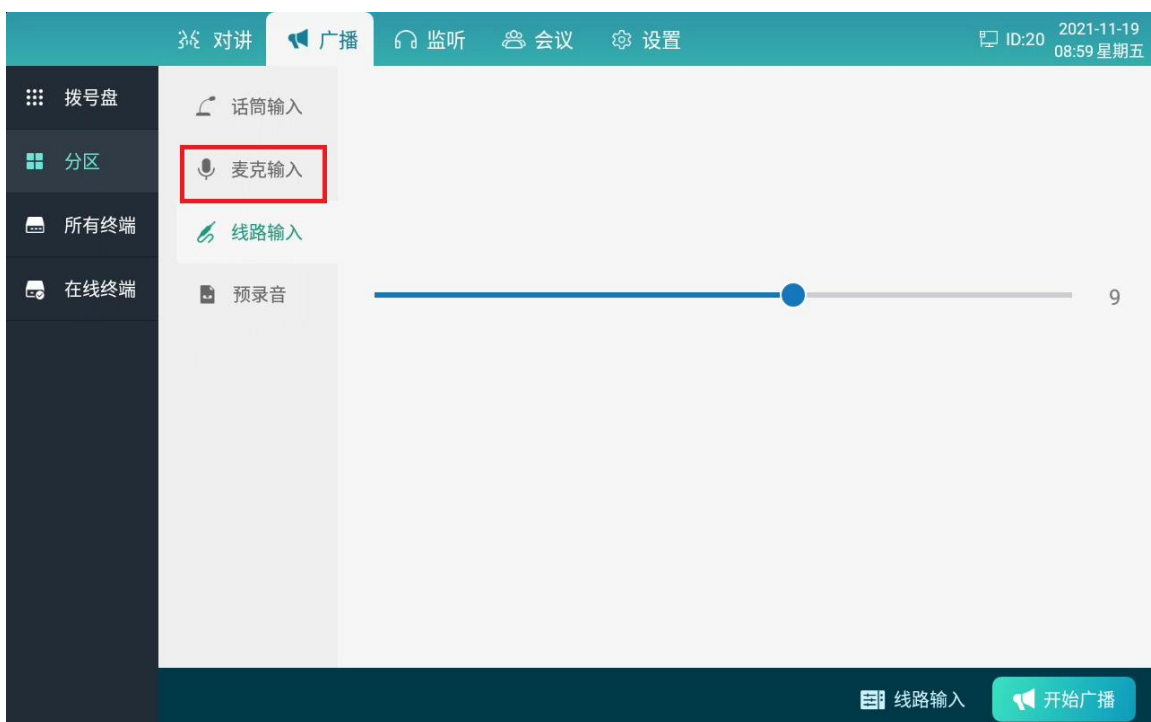 对讲 广播 监听 会议 设置 ID:20 2021-11-19
08:59 星期五
拨号盘
分区
所有终端
在线终端
话筒输入
麦克输入
线路输入
预录音
9
线路输入 开始广播